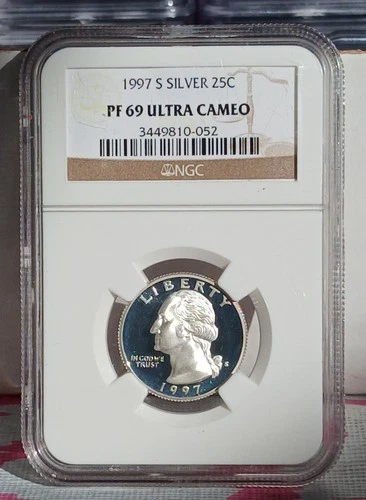 1997 S SILVER 25C
PF 69 ULTRA CAMEO
3449810-052
NGC
LIBERTY
IN GOD WE
TRUST
S
1997